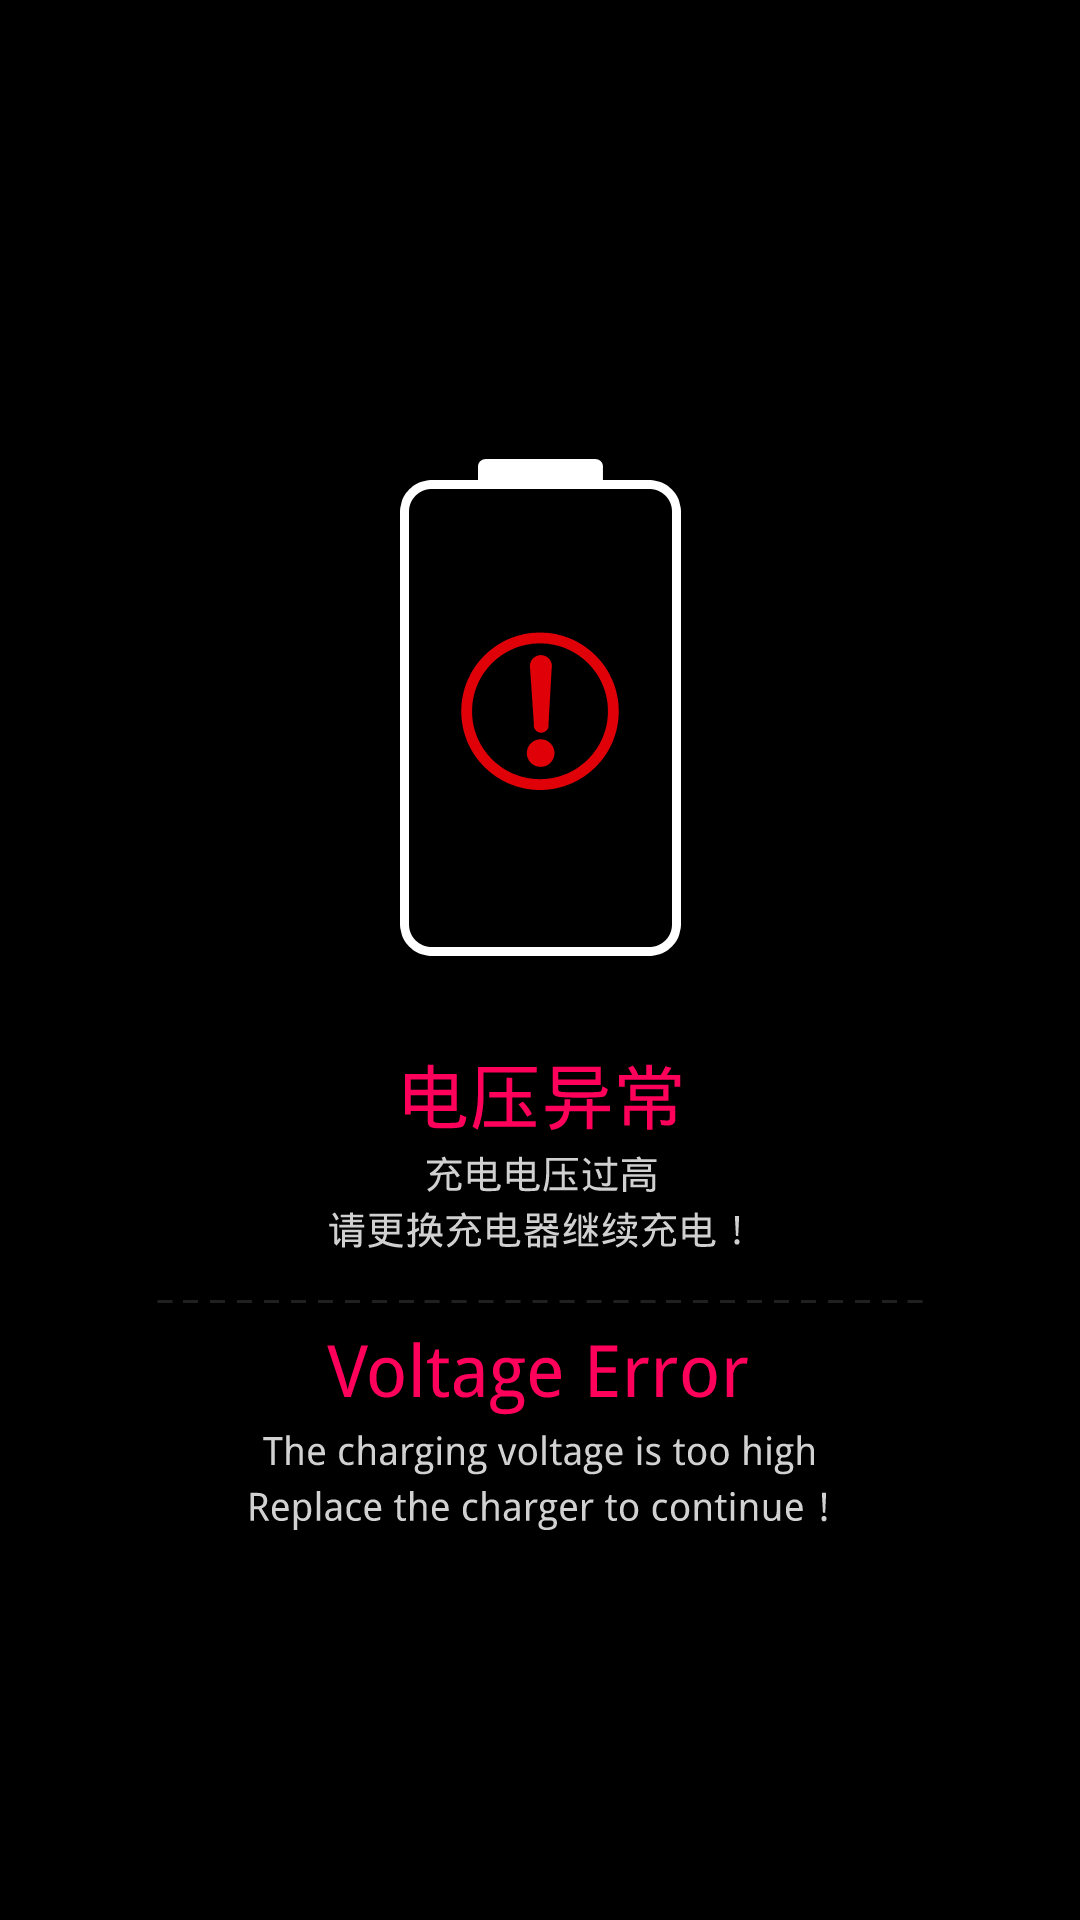 电压异常
充电电压过高
请更换充电器继续充电！
Voltage Error
The charging voltage is too high
Replace the charger to continue！